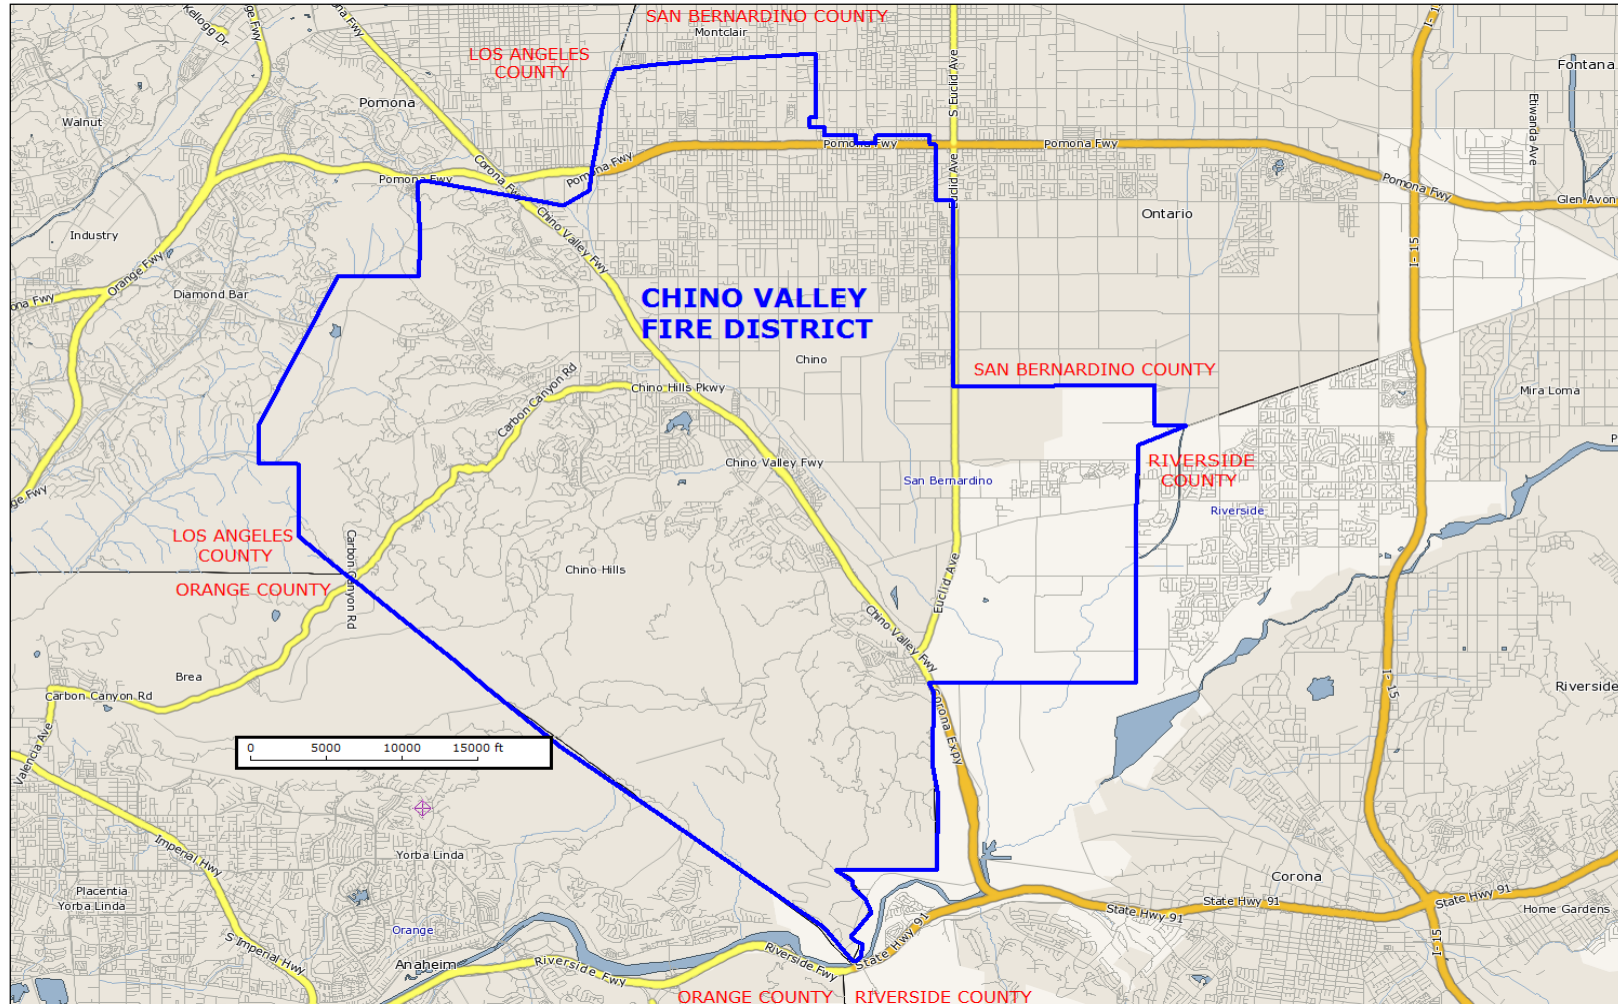 SAN BERNARDINO COUNTY
Montclair
Kellogg Dr
LOS ANGELES
COUNTY
S Euclid Ave
Fontana
Pomona
Walnut
Etiwanda Ave
Corona Fwy
Pomona Fwy
Pomona Fwy
Pomona Fwy
Pomona Fwy
Pomona Fwy
Glen Avon
Chino Valley Fwy
Euclid Ave
Ontario
Industry
Orange Fwy
I- 15
Diamond Bar
CHINO VALLEY
FIRE DISTRICT
Chino
SAN BERNARDINO COUNTY
Chino Hills Pkwy
Carbon Canyon Rd
Mira Loma
Chino Valley Fwy
RIVERSIDE
COUNTY
San Bernardino
Riverside
LOS ANGELES
COUNTY
Carbon Canyon Rd
Chino Hills
ORANGE COUNTY
Euclid Ave
Chino Valley Fwy
Brea
Carbon Canyon Rd
I- 15
Riverside
Corona Expy
Valencia Ave
0 5000 10000 15000 ft
Imperial Hwy
Yorba Linda
Corona
Placentia
Yorba Linda
State Hwy 91
State Hwy 91
State Hwy 91
State Hwy 91
Home Gardens
Orange
S Imperial Hwy
Anaheim
Riverside Fwy
Riverside Fwy
I- 15
ORANGE COUNTY
RIVERSIDE COUNTY